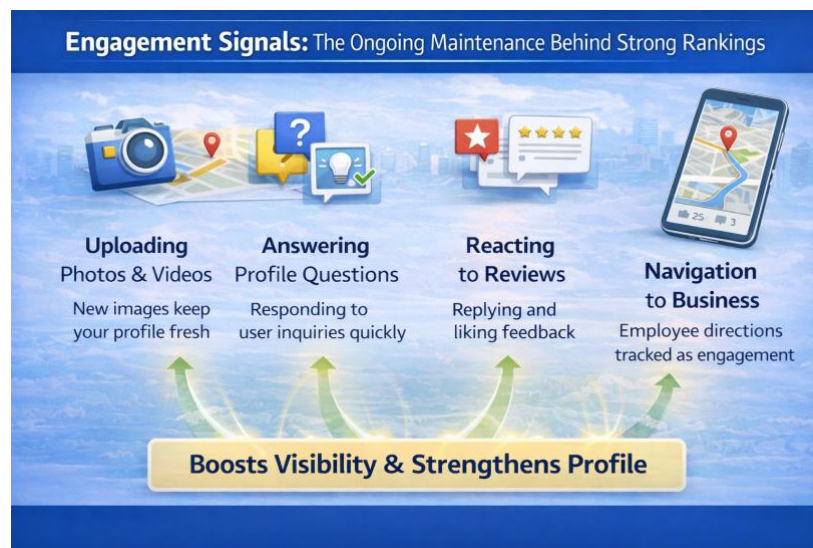 Engagement Signals: The Ongoing Maintenance Behind Strong Rankings
?
25 3
Uploading
Photos & Videos
New images keep
your profile fresh
Answering
Profile Questions
Responding to
user inquiries quickly
Reacting
to Reviews
Replying and
liking feedback
Navigation
to Business
Employee directions
tracked as engagement
Boosts Visibility & Strengthens Profile